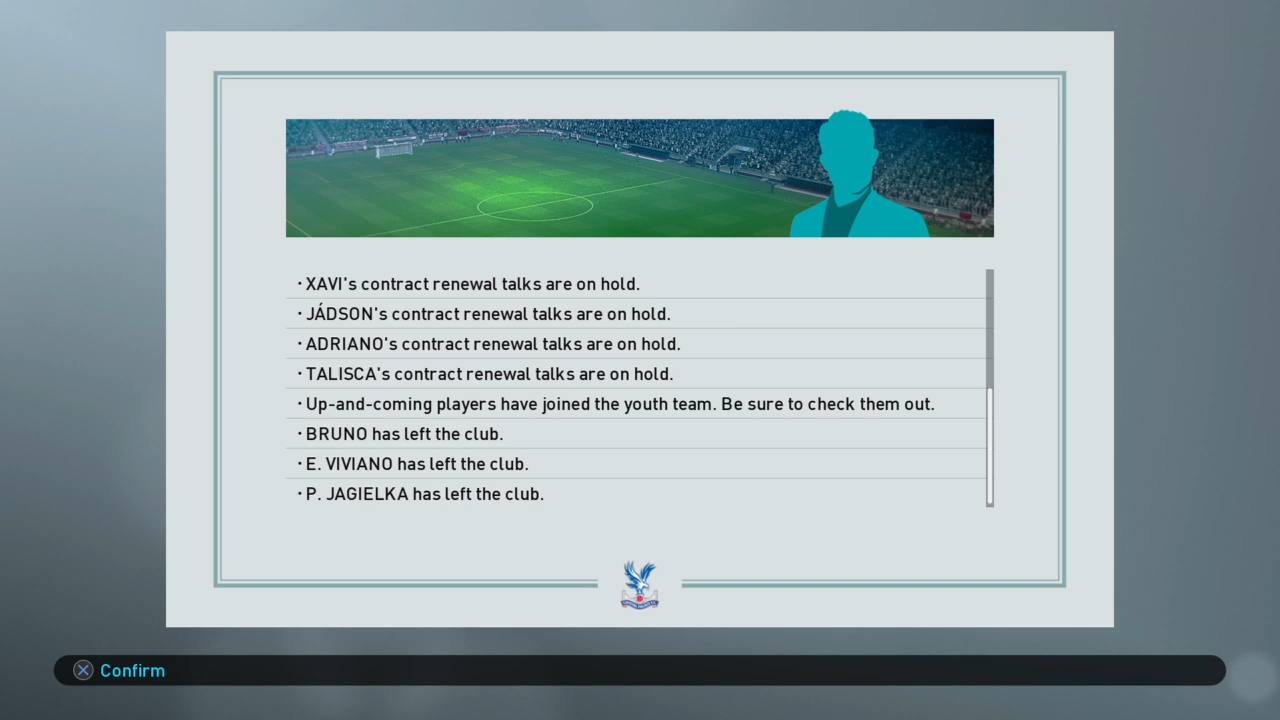 · XAVI's contract renewal talks are on hold.
· JÁDSON's contract renewal talks are on hold.
· ADRIANO's contract renewal talks are on hold.
· TALISCA's contract renewal talks are on hold.
· Up-and-coming players have joined the youth team. Be sure to check them out.
· BRUNO has left the club.
· E. VIVIANO has left the club.
· P. JAGIELKA has left the club.
Confirm